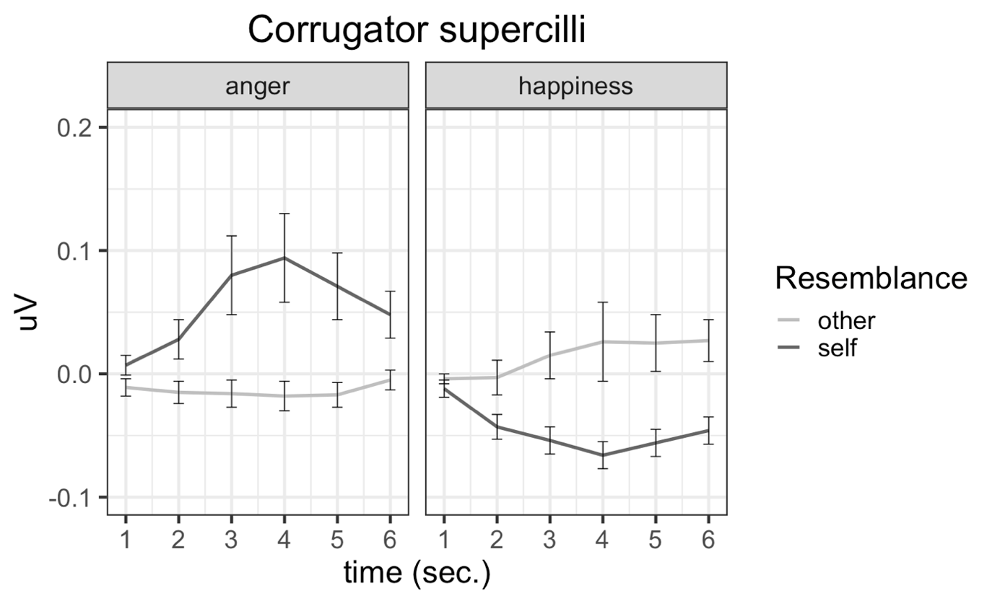 Corrugator supercilli
anger happiness
0.2
0.1
0.0
-0.1
uV
1 2 3 4 5 6 1 2 3 4 5 6
time (sec.)
Resemblance
other
self